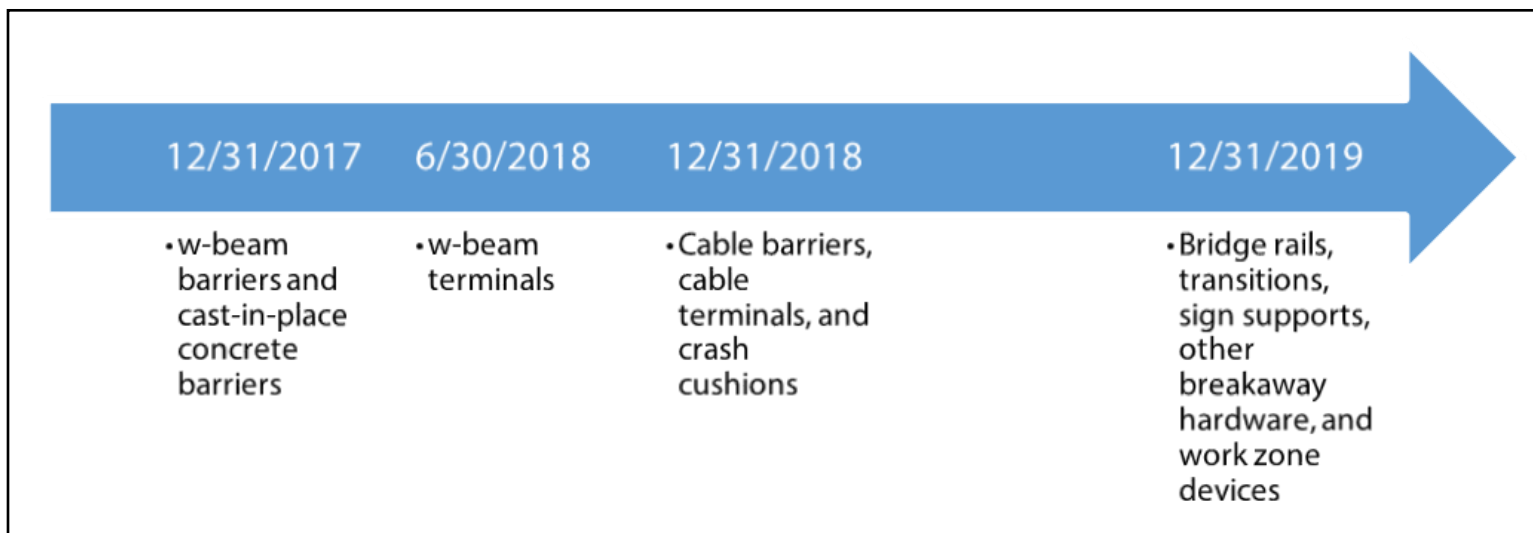 12/31/2017 6/30/2018 12/31/2018 12/31/2019
•w-beam
barriers and
cast-in-place
concrete
barriers
•w-beam
terminals
•Cable barriers,
cable
terminals, and
crash
cushions
•Bridge rails,
transitions,
sign supports,
other
breakaway
hardware, and
work zone
devices